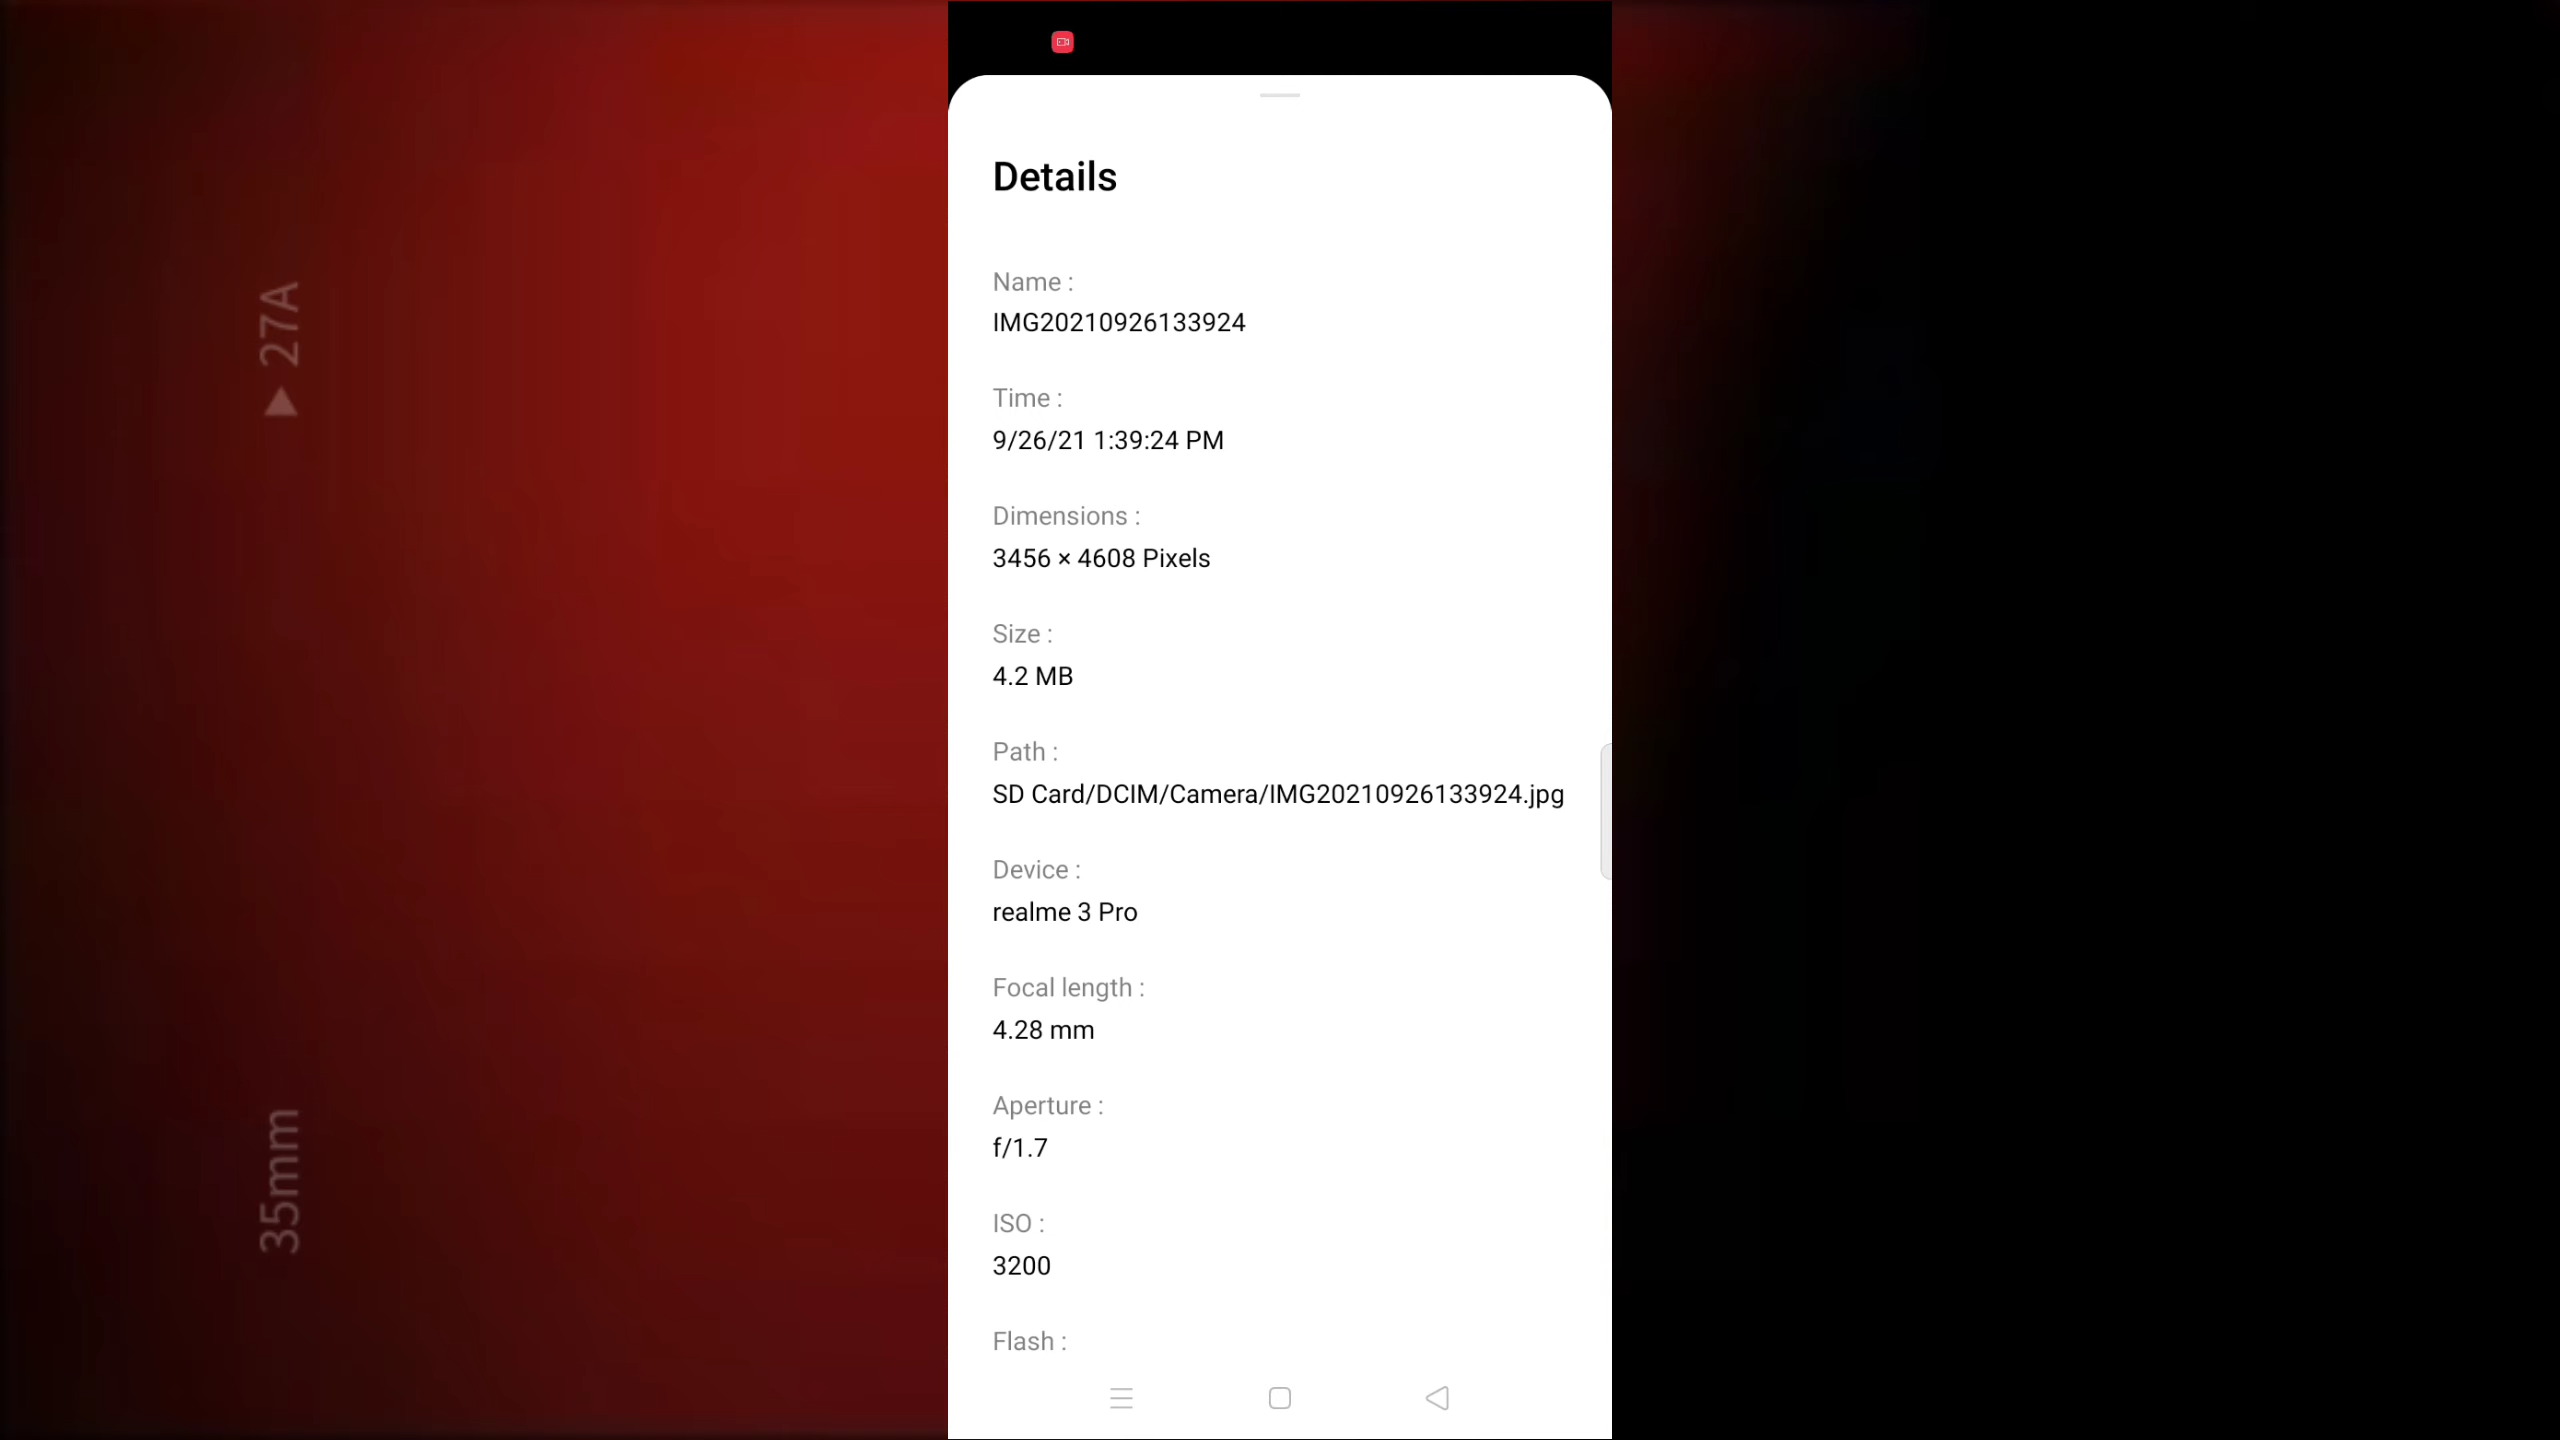 27A
35mm
Details
Name :
IMG20210926133924
Time :
9/26/21 1:39:24 PM
Dimensions :
3456 × 4608 Pixels
Size :
4.2 MB
Path :
SD Card/DCIM/Camera/IMG20210926133924.jpg
Device :
realme 3 Pro
Focal length :
4.28 mm
Aperture :
f/1.7
ISO :
3200
Flash :